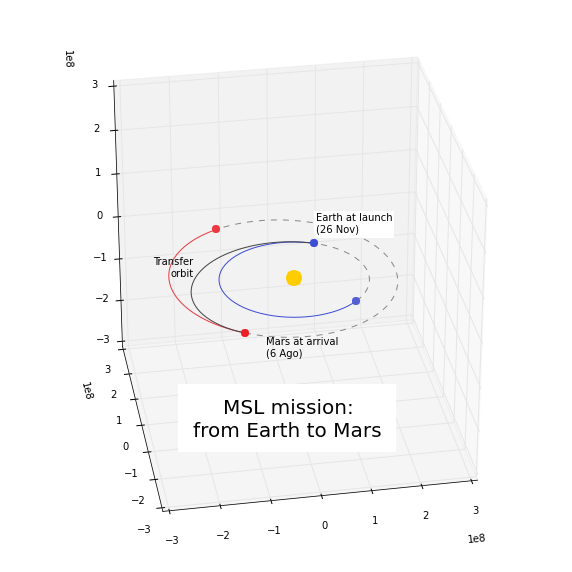 1e8
3
2
1
0
−1
−2
−3
Earth at launch
(26 Nov)
Transfer
orbit
Mars at arrival
(6 Ago)
1e8
3
2
1
0
−1
−2
−3
MSL mission:
from Earth to Mars
−3
−2
−1
0
1
2
3
1e8